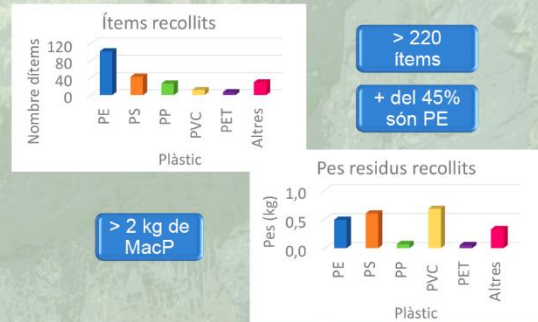 Ítems recollits
Nombre dítems
120
80
40
0
PE
PS
PP
PVC
PET
Altres
Plàstic
> 220
ítems
+ del 45%
són PE
> 2 kg de
MacP
Pes residus recollits
Pes (kg)
1,0
0,5
0,0
PE
PS
PP
PVC
PET
Altres
Plàstic